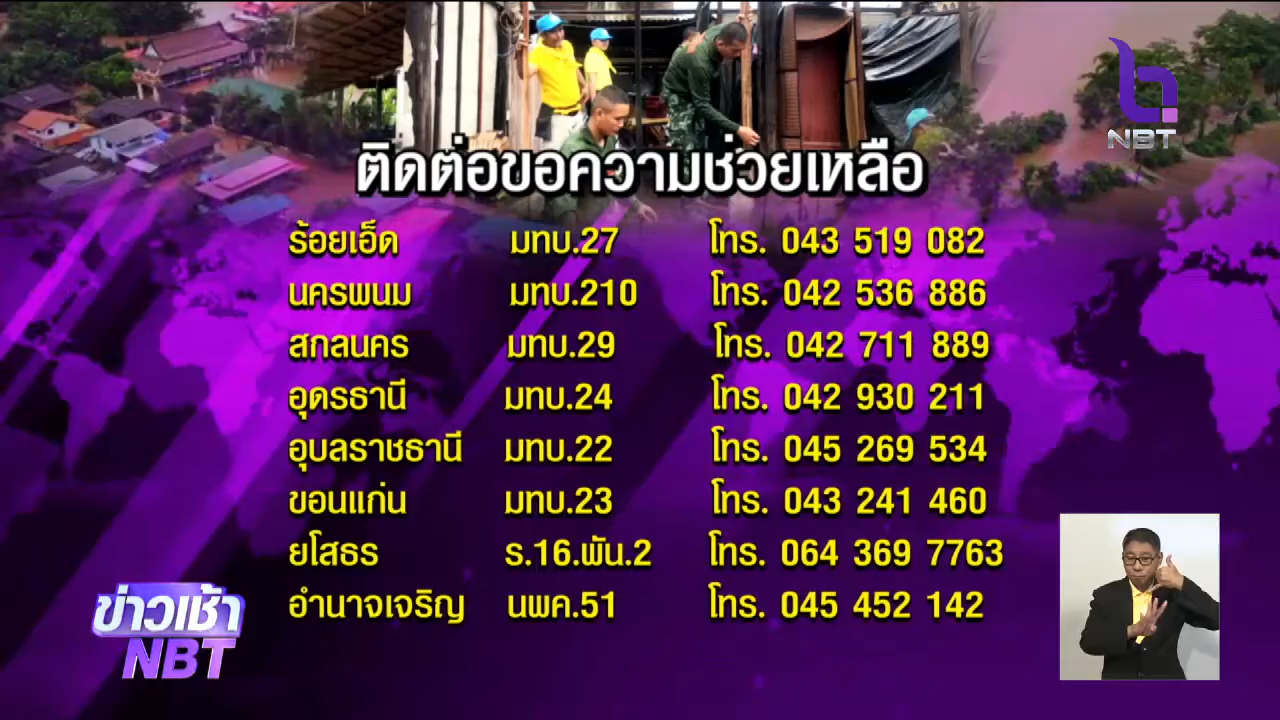 NBT
ติดต่อขอความช่วยเหลือ
ร้อยเอ็ด มทบ.27 โทร. 043 519 082
นครพนม มทบ.210 โทร. 042 536 886
สกลนคร มทบ.29 โทร. 042 711 889
อุดรธานี มทบ.24 โทร. 042 930 211
อุบลราชธานี มทบ.22 โทร. 045 269 534
ขอนแก่น มทบ.23 โทร. 043 241 460
ยโสธร ร.16.พัน.2 โทร. 064 369 7763
อำนาจเจริญ นพค.51 โทร. 045 452 142
ข่าวเช้า
NBT